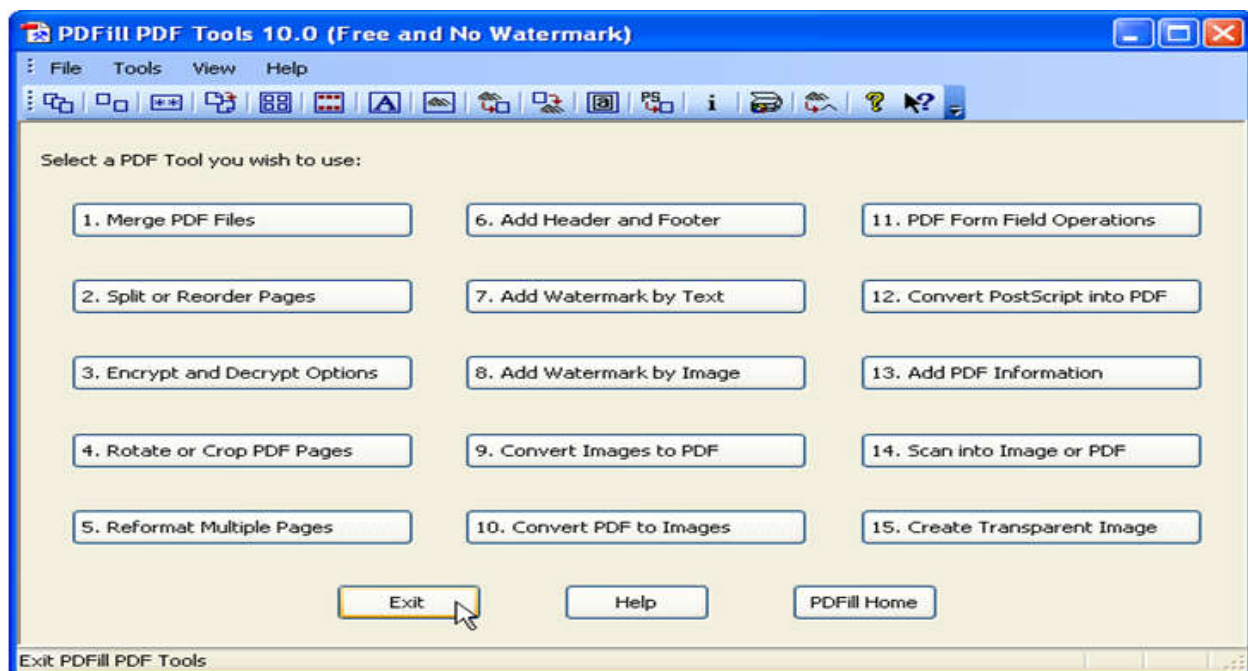 PDFill PDF Tools 10.0 (Free and No Watermark)
File Tools View Help
Select a PDF Tool you wish to use:
1. Merge PDF Files
2. Split or Reorder Pages
3. Encrypt and Decrypt Options
4. Rotate or Crop PDF Pages
5. Reformat Multiple Pages
6. Add Header and Footer
7. Add Watermark by Text
8. Add Watermark by Image
9. Convert Images to PDF
10. Convert PDF to Images
11. PDF Form Field Operations
12. Convert PostScript into PDF
13. Add PDF Information
14. Scan into Image or PDF
15. Create Transparent Image
Exit Help PDFill Home
Exit PDFill PDF Tools